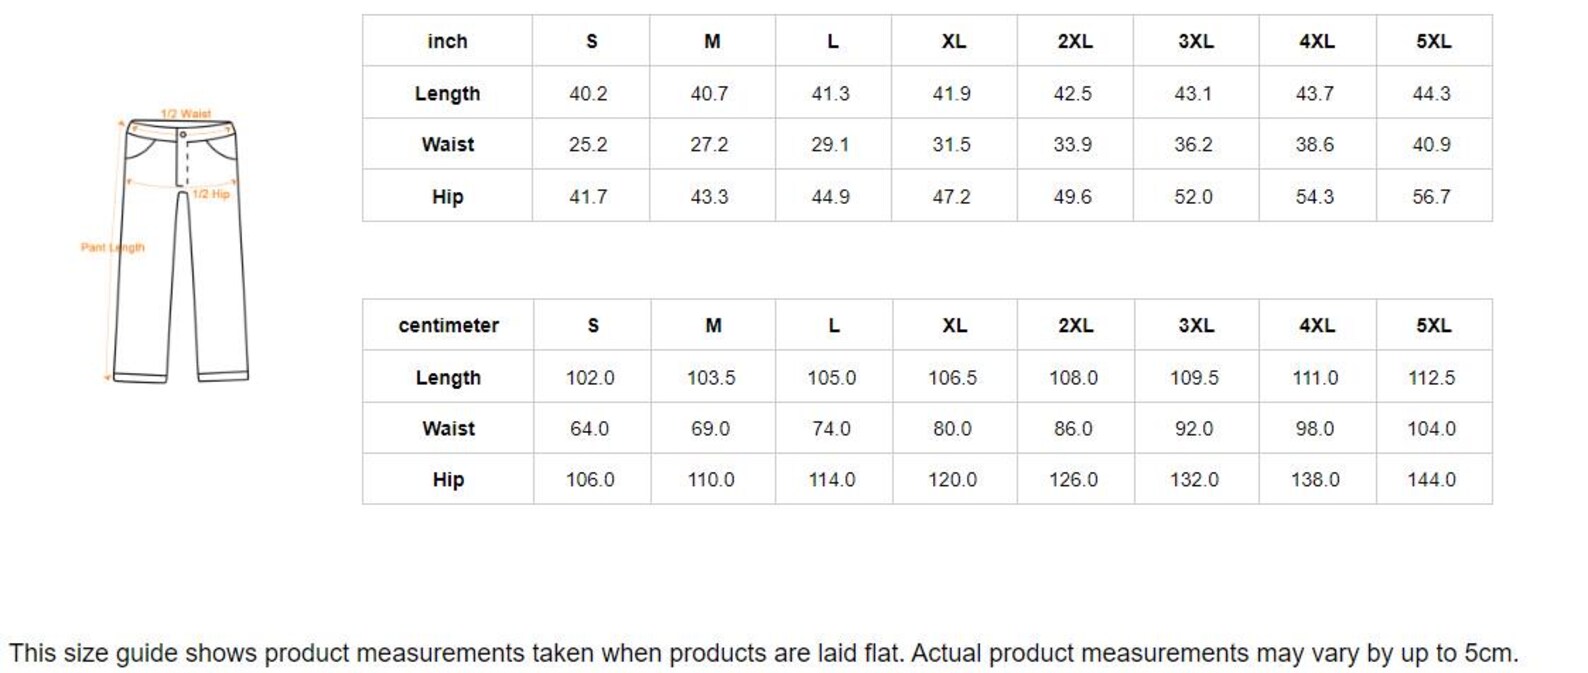 1/2 Waist
1/2 Hip
Pant Length
inch S M L XL 2XL 3XL 4XL 5XL
Length 40.2 40.7 41.3 41.9 42.5 43.1 43.7 44.3
Waist 25.2 27.2 29.1 31.5 33.9 36.2 38.6 40.9
Hip 41.7 43.3 44.9 47.2 49.6 52.0 54.3 56.7
centimeter S M L XL 2XL 3XL 4XL 5XL
Length 102.0 103.5 105.0 106.5 108.0 109.5 111.0 112.5
Waist 64.0 69.0 74.0 80.0 86.0 92.0 98.0 104.0
Hip 106.0 110.0 114.0 120.0 126.0 132.0 138.0 144.0
This size guide shows product measurements taken when products are laid flat. Actual product measurements may vary by up to 5cm.